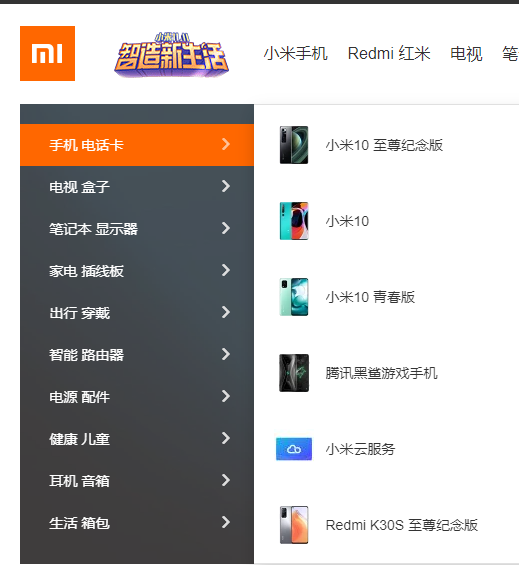 小米双11
智造新生活
小米手机 Redmi 红米 电视 笔
手机 电话卡
电视 盒子
笔记本 显示器
家电 插线板
出行 穿戴
智能 路由器
电源 配件
健康 儿童
耳机 音箱
生活 箱包
小米10 至尊纪念版
小米10
小米10 青春版
腾讯黑鲨游戏手机
小米云服务
Redmi K30S 至尊纪念版